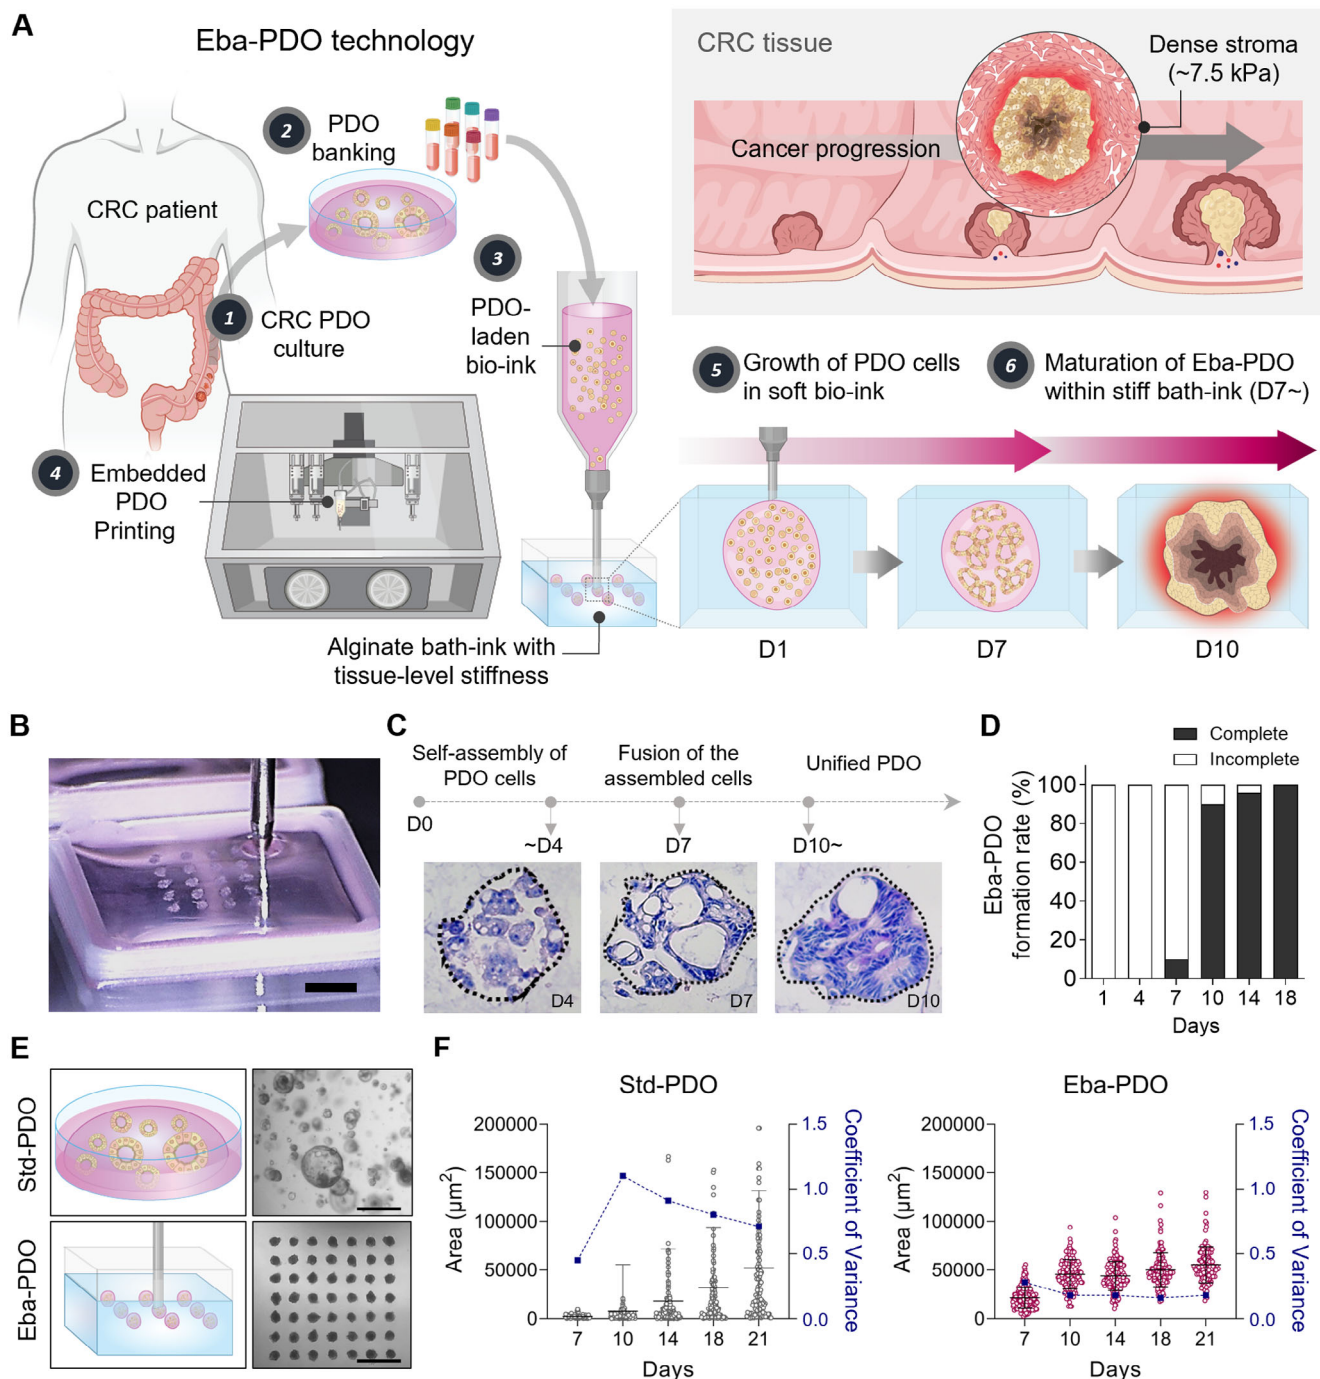 A
Eba-PDO technology
CRC patient
1
CRC PDO
culture
2
PDO
banking
3
PDO-
laden
bio-ink
4
Embedded
PDO
Printing
Alginate bath-ink with
tissue-level stiffness
CRC tissue
Dense stroma
(~7.5 kPa)
Cancer progression
5
Growth of PDO cells
in soft bio-ink
6
Maturation of Eba-PDO
within stiff bath-ink (D7~)
D1
D7
D10
B
C
Self-assembly of
PDO cells
Fusion of the
assembled cells
Unified PDO
D0
~D4
D7
D10~
D4
D7
D10
D
Complete
Incomplete
Eba-PDO
formation rate (%)
100
80
60
40
20
0
1 4 7 10 14 18
Days
E
Std-PDO
Eba-PDO
F
Std-PDO
Area (μm²)
200000
150000
100000
50000
0
7 10 14 18 21
Days
1.5
1.0
0.5
0.0
Coefficient of Variance
Eba-PDO
Area (μm²)
200000
150000
100000
50000
0
7 10 14 18 21
Days
1.5
1.0
0.5
0.0
Coefficient of Variance